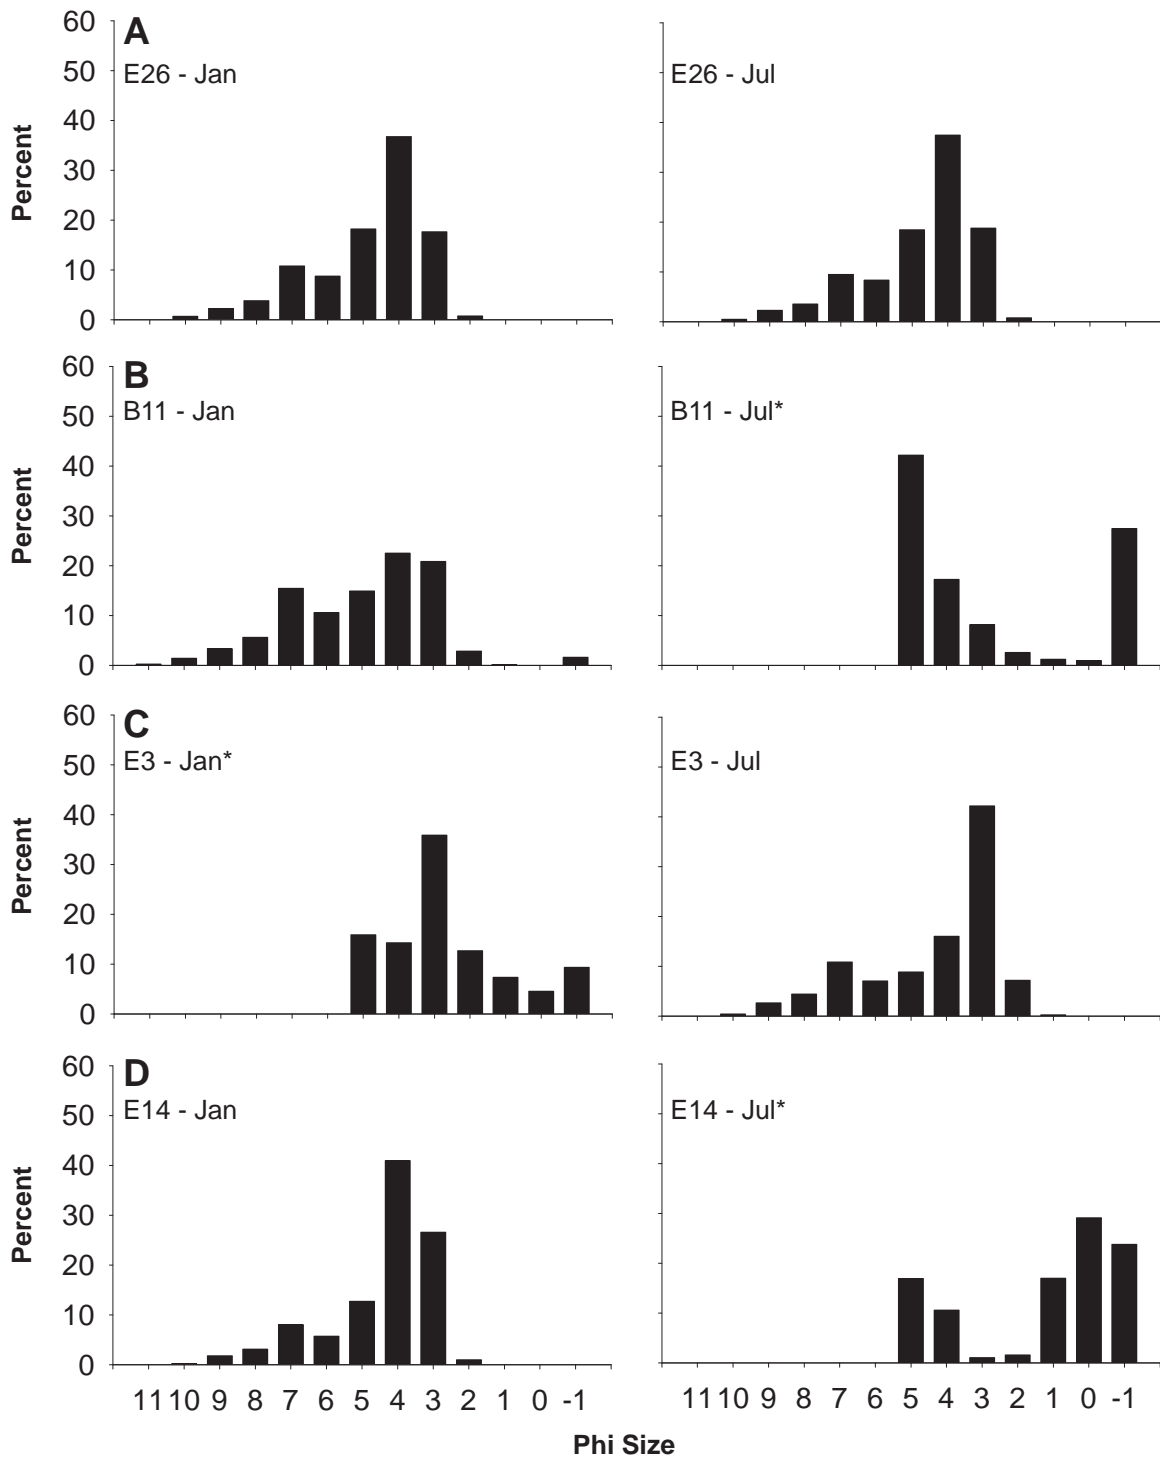 A
E26 - Jan
E26 - Jul
60
50
40
30
20
10
0
Percent
B
B11 - Jan
B11 - Jul*
60
50
40
30
20
10
0
Percent
C
E3 - Jan*
E3 - Jul
60
50
40
30
20
10
0
Percent
D
E14 - Jan
E14 - Jul*
60
50
40
30
20
10
0
Percent
11 10 9 8 7 6 5 4 3 2 1 0 -1
11 10 9 8 7 6 5 4 3 2 1 0 -1
Phi Size